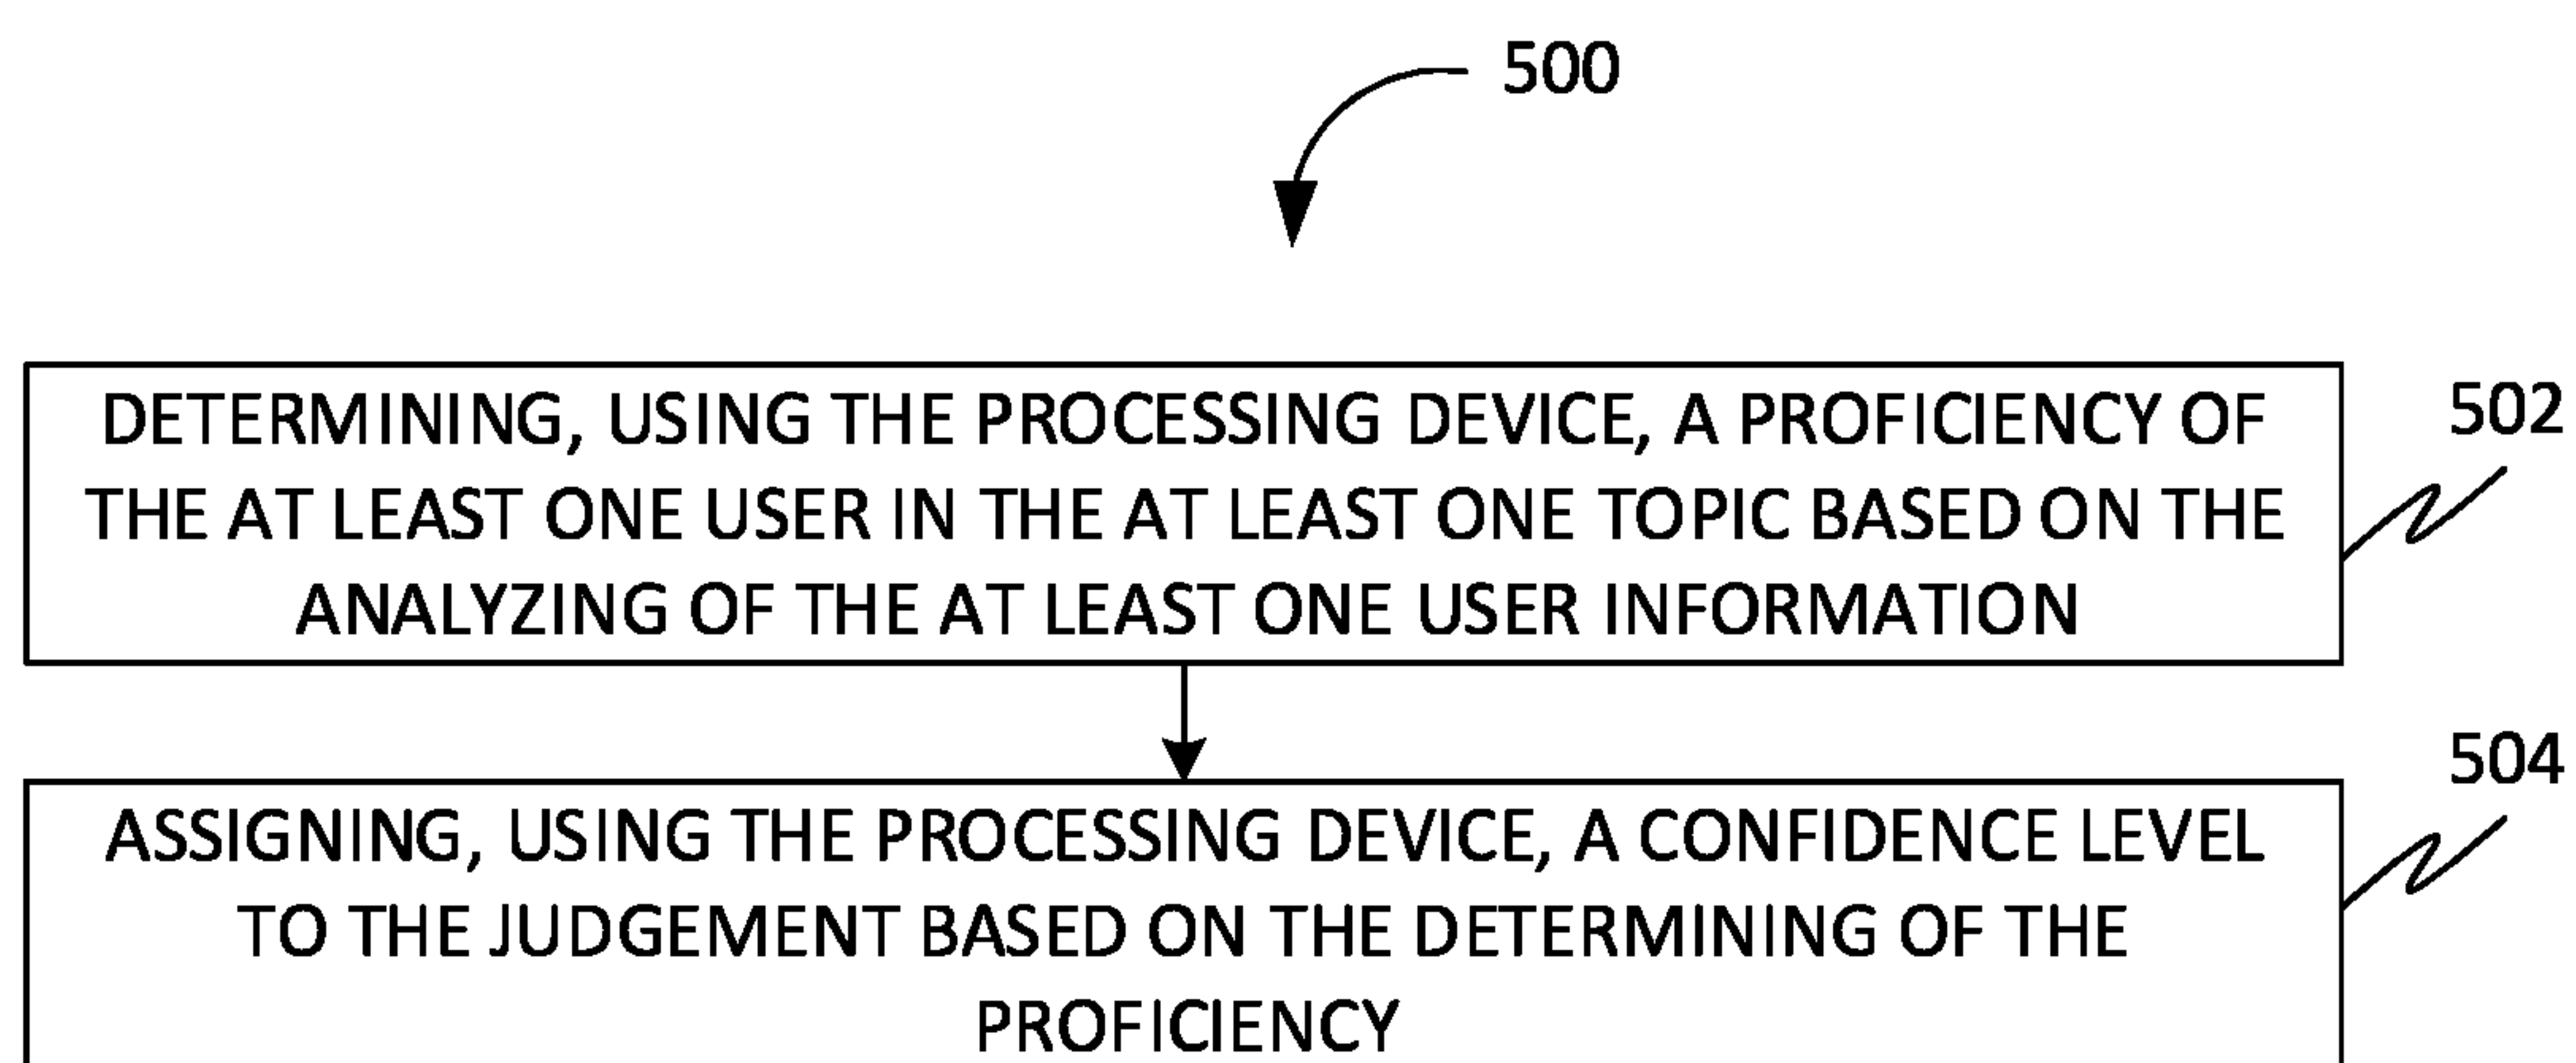 500
DETERMINING, USING THE PROCESSING DEVICE, A PROFICIENCY OF
THE AT LEAST ONE USER IN THE AT LEAST ONE TOPIC BASED ON THE
ANALYZING OF THE AT LEAST ONE USER INFORMATION
502
ASSIGNING, USING THE PROCESSING DEVICE, A CONFIDENCE LEVEL
TO THE JUDGEMENT BASED ON THE DETERMINING OF THE
PROFICIENCY
504